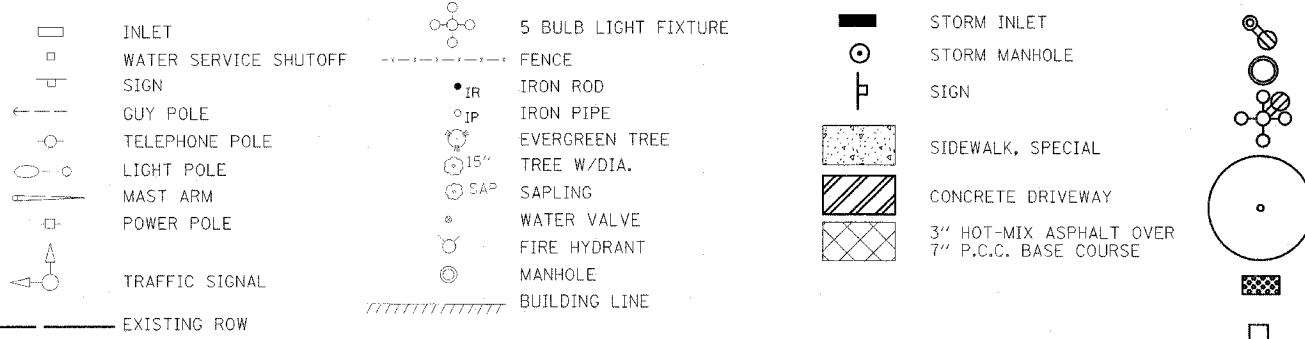 INLET
WATER SERVICE SHUTOFF
SIGN
GUY POLE
TELEPHONE POLE
LIGHT POLE
MAST ARM
POWER POLE
TRAFFIC SIGNAL
EXISTING ROW
5 BULB LIGHT FIXTURE
FENCE
IR IRON ROD
IP IRON PIPE
EVERGREEN TREE
15" TREE W/DIA.
SAP SAPLING
WATER VALVE
FIRE HYDRANT
MANHOLE
BUILDING LINE
STORM INLET
STORM MANHOLE
SIGN
SIDEWALK, SPECIAL
CONCRETE DRIVEWAY
3" HOT-MIX ASPHALT OVER
7" P.C.C. BASE COURSE